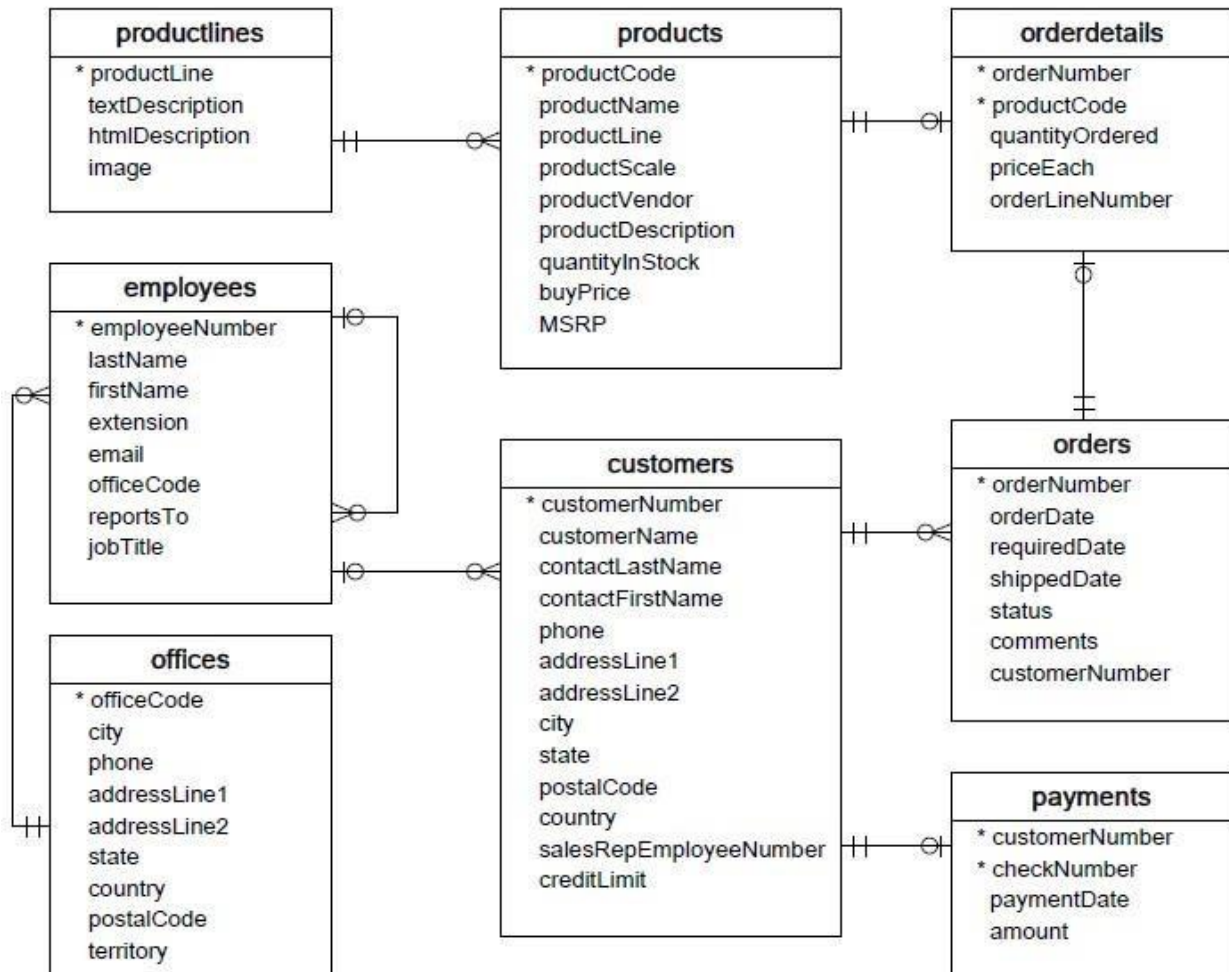 productlines
* productLine
textDescription
htmlDescription
image
products
* productCode
productName
productLine
productScale
productVendor
productDescription
quantityInStock
buyPrice
MSRP
orderdetails
* orderNumber
* productCode
quantityOrdered
priceEach
orderLineNumber
employees
* employeeNumber
lastName
firstName
extension
email
officeCode
reportsTo
jobTitle
customers
* customerNumber
customerName
contactLastName
contactFirstName
phone
addressLine1
addressLine2
city
state
postalCode
country
salesRepEmployeeNumber
creditLimit
orders
* orderNumber
orderDate
requiredDate
shippedDate
status
comments
customerNumber
offices
* officeCode
city
phone
addressLine1
addressLine2
state
country
postalCode
territory
payments
* customerNumber
* checkNumber
paymentDate
amount